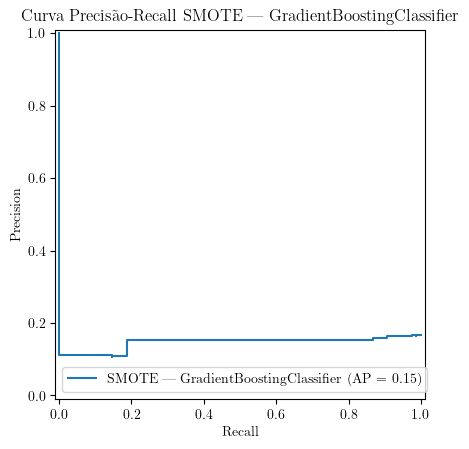 Curva Precisão-Recall SMOTE — GradientBoostingClassifier
1.0
0.8
0.6
0.4
0.2
0.0
Precision
SMOTE — GradientBoostingClassifier (AP = 0.15)
0.0 0.2 0.4 0.6 0.8 1.0
Recall